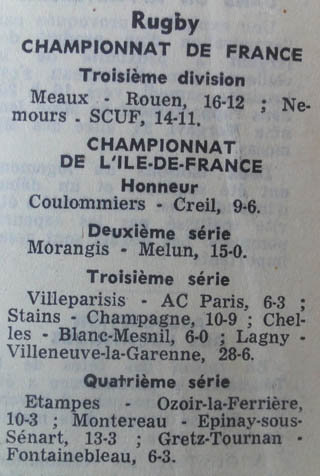 Rugby
CHAMPIONNAT DE FRANCE
Troisième division
Meaux - Rouen, 16-12 ; Ne-
mours - SCUF, 14-11.
CHAMPIONNAT
DE L'ILE-DE-FRANCE
Honneur
Coulommiers - Creil, 9-6.
Deuxième série
Morangis - Melun, 15-0.
Troisième série
Villeparisis - AC Paris, 6-3 ;
Stains - Champagne, 10-9 ; Chel-
les - Blanc-Mesnil, 6-0 ; Lagny -
Villeneuve-la-Garenne, 28-6.
Quatrième série
Etampes - Ozoir-la-Ferrière,
10-3 ; Montereau - Epinay-sous-
Sénart, 13-3 ; Gretz-Tournan -
Fontainebleau, 6-3.